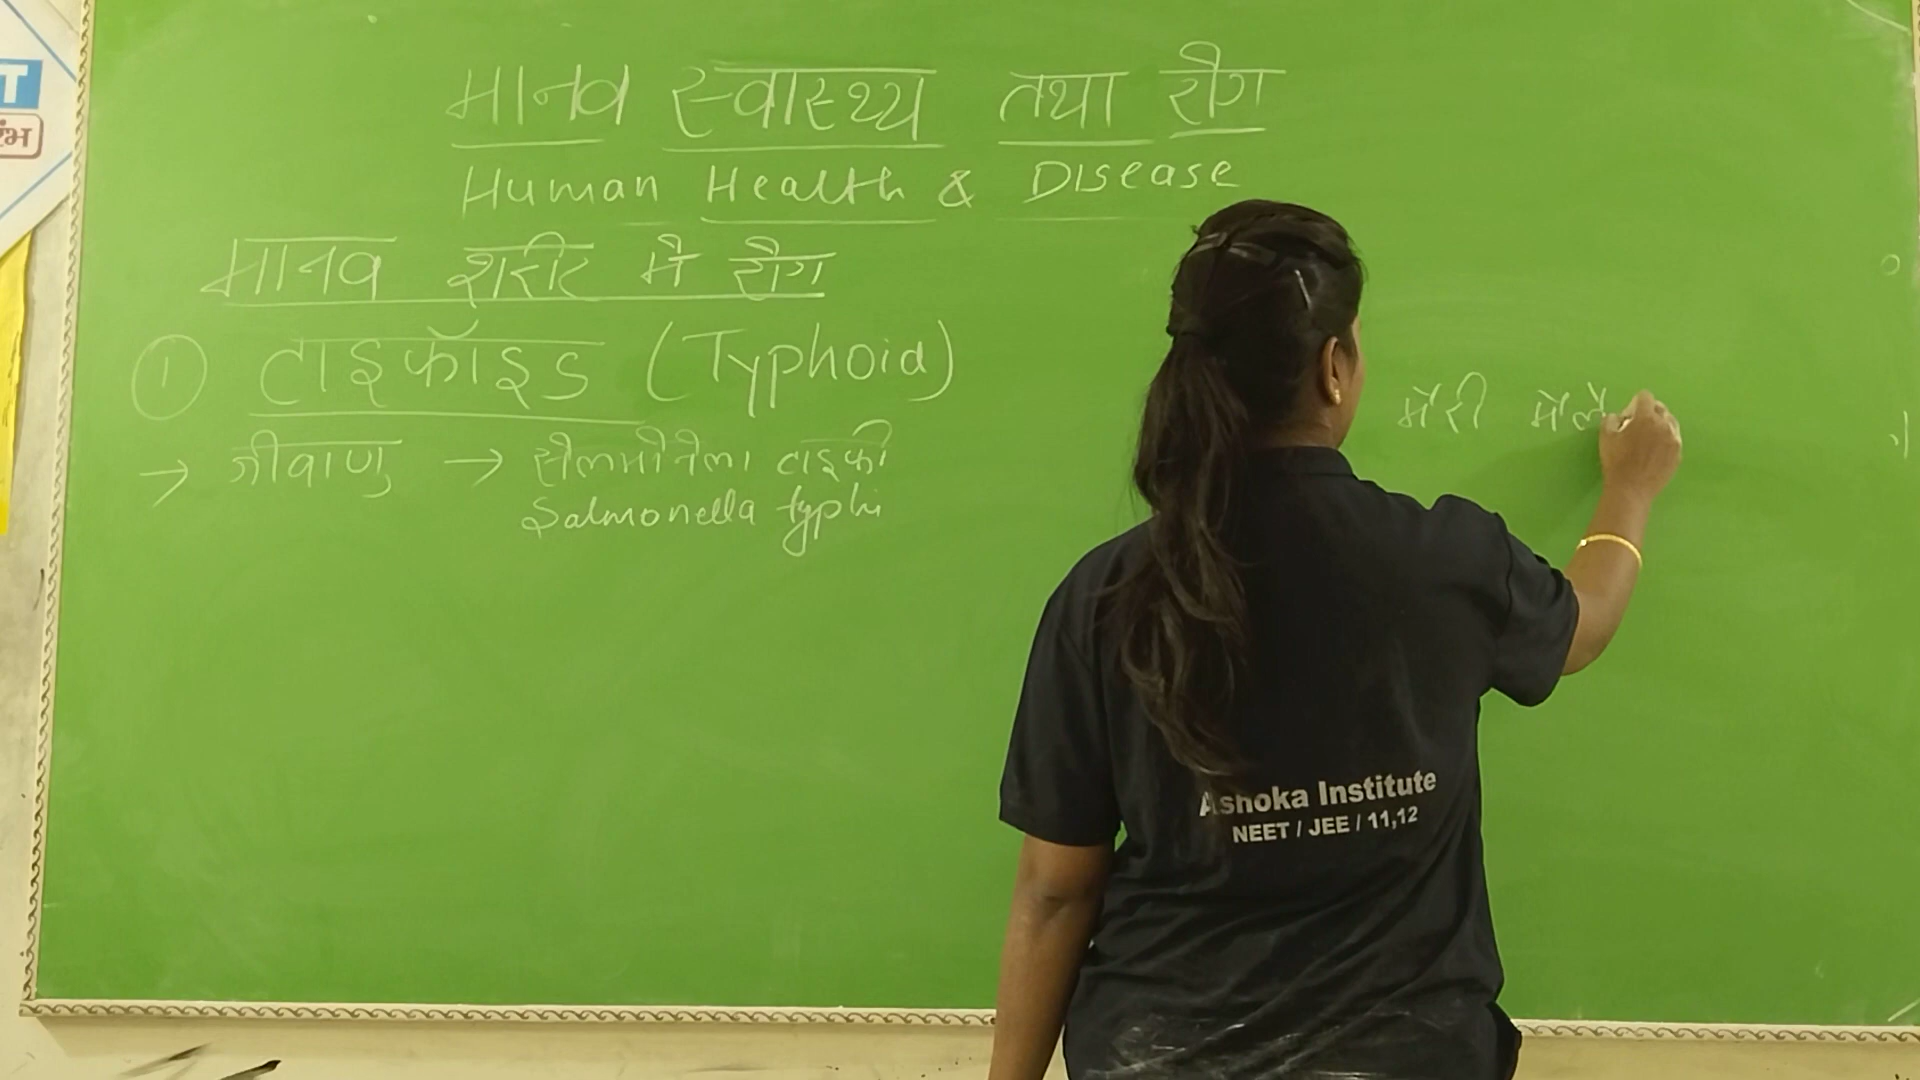 मानव स्वास्थ्य तथा रोग
Human Health & Disease
मानव शरीर मे रोग
① टाइफॉइड (Typhoid)
→ जीवाणु → सैलमोनेला टाइफी
Salmonella typhi
मैरी मैले
Ashoka Institute
NEET / JEE / 11,12
T
रंभ